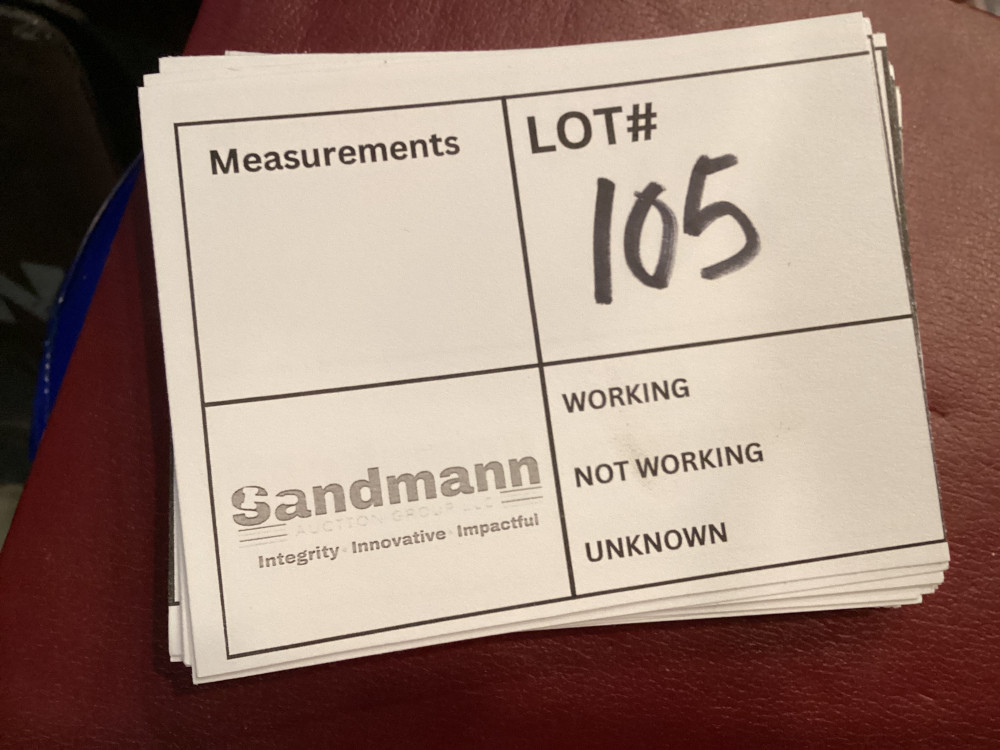 Measurements
LOT#
105
Sandmann
AUCTION GROUP LLC
Integrity Innovative Impactful
WORKING
NOT WORKING
UNKNOWN